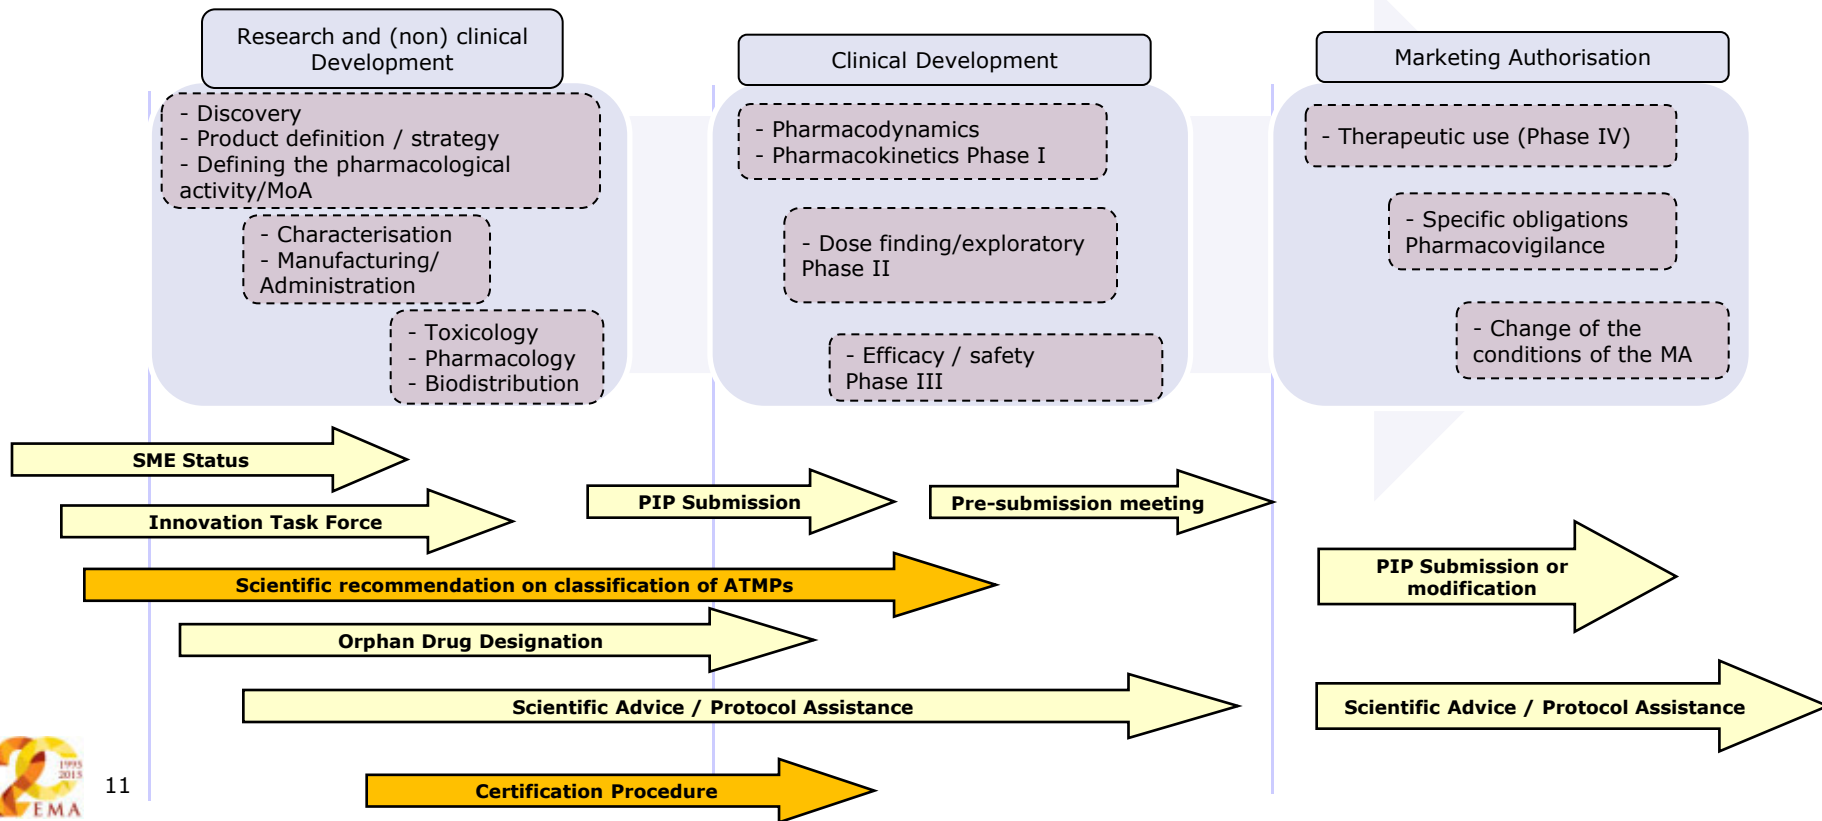 Research and (non) clinical
Development
Clinical Development
Marketing Authorisation
- Discovery
- Product definition / strategy
- Defining the pharmacological
activity/MoA
- Characterisation
- Manufacturing/
Administration
- Toxicology
- Pharmacology
- Biodistribution
- Pharmacodynamics
- Pharmacokinetics Phase I
- Dose finding/exploratory
Phase II
- Efficacy / safety
Phase III
- Therapeutic use (Phase IV)
- Specific obligations
Pharmacovigilance
- Change of the
conditions of the MA
SME Status
Innovation Task Force
PIP Submission
Pre-submission meeting
Scientific recommendation on classification of ATMPs
PIP Submission or
modification
Orphan Drug Designation
Scientific Advice / Protocol Assistance
Scientific Advice / Protocol Assistance
Certification Procedure
1995
2015
EMA
11